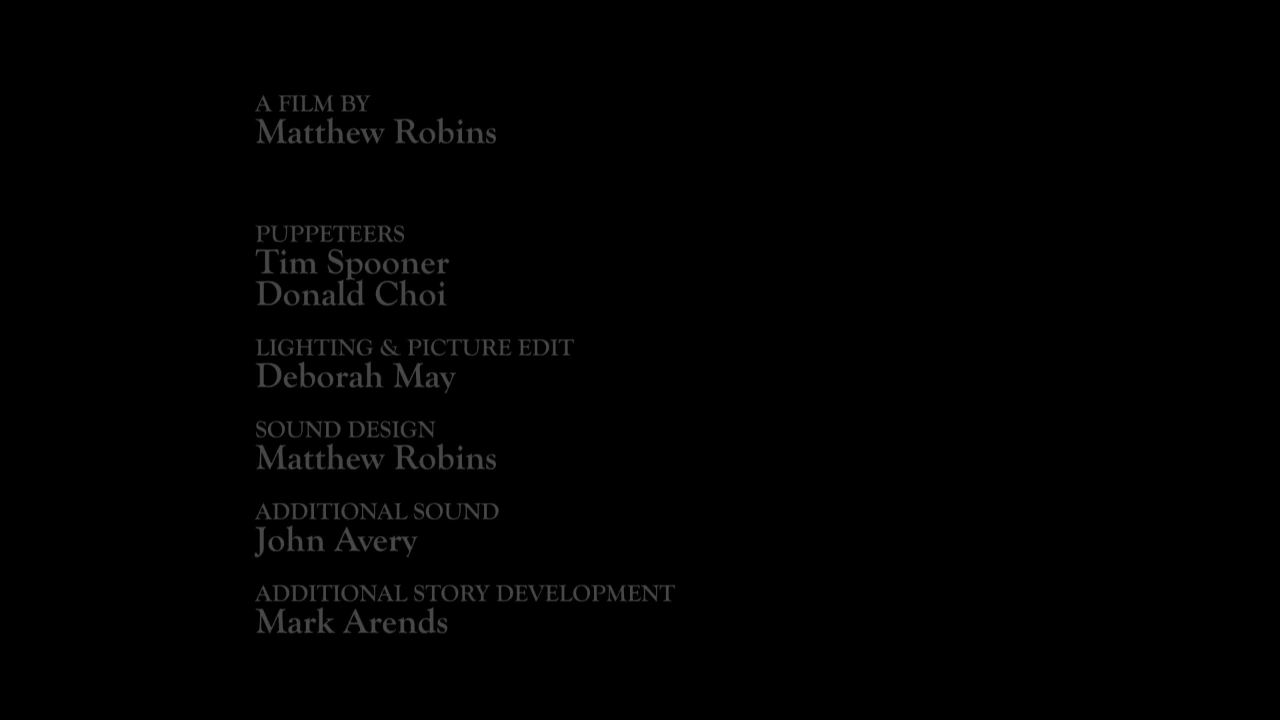 A FILM BY
Matthew Robins
PUPPETEERS
Tim Spooner
Donald Choi
LIGHTING & PICTURE EDIT
Deborah May
SOUND DESIGN
Matthew Robins
ADDITIONAL SOUND
John Avery
ADDITIONAL STORY DEVELOPMENT
Mark Arends